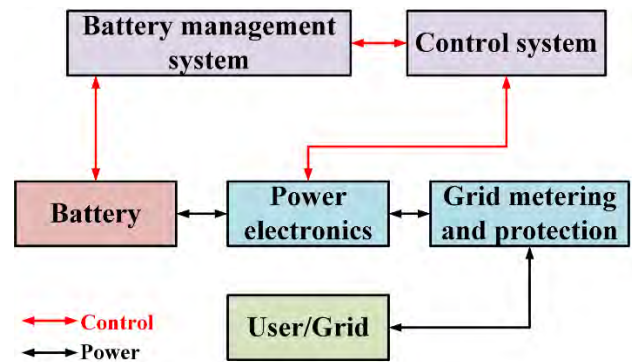 Battery management
system
Control system
Battery
Power
electronics
Grid metering
and protection
User/Grid
Control
Power